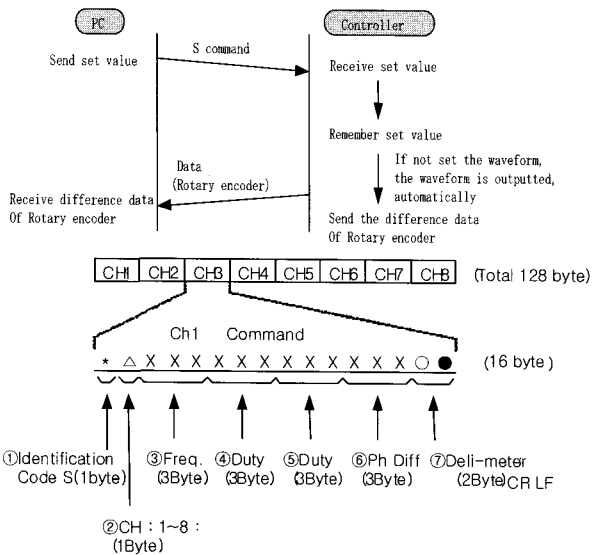 PC
Controller
S command
Send set value
Receive set value
Remember set value
If not set the waveform,
the waveform is outputted,
automatically
Data
(Rotary encoder)
Receive difference data
Of Rotary encoder
Send the difference data
Of Rotary encoder
CH1 CH2 CH3 CH4 CH5 CH6 CH7 CH8 (Total 128 byte)
Ch1 Command
* △ X X X X X X X X X X X X ○ ● (16 byte)
①Identification
Code S(1byte)
③Freq.
(3Byte)
④Duty
(3Byte)
⑤Duty
(3Byte)
⑥Ph Diff
(3Byte)
⑦Deli-meter
(2Byte)CR LF
②CH : 1~8 :
(1Byte)